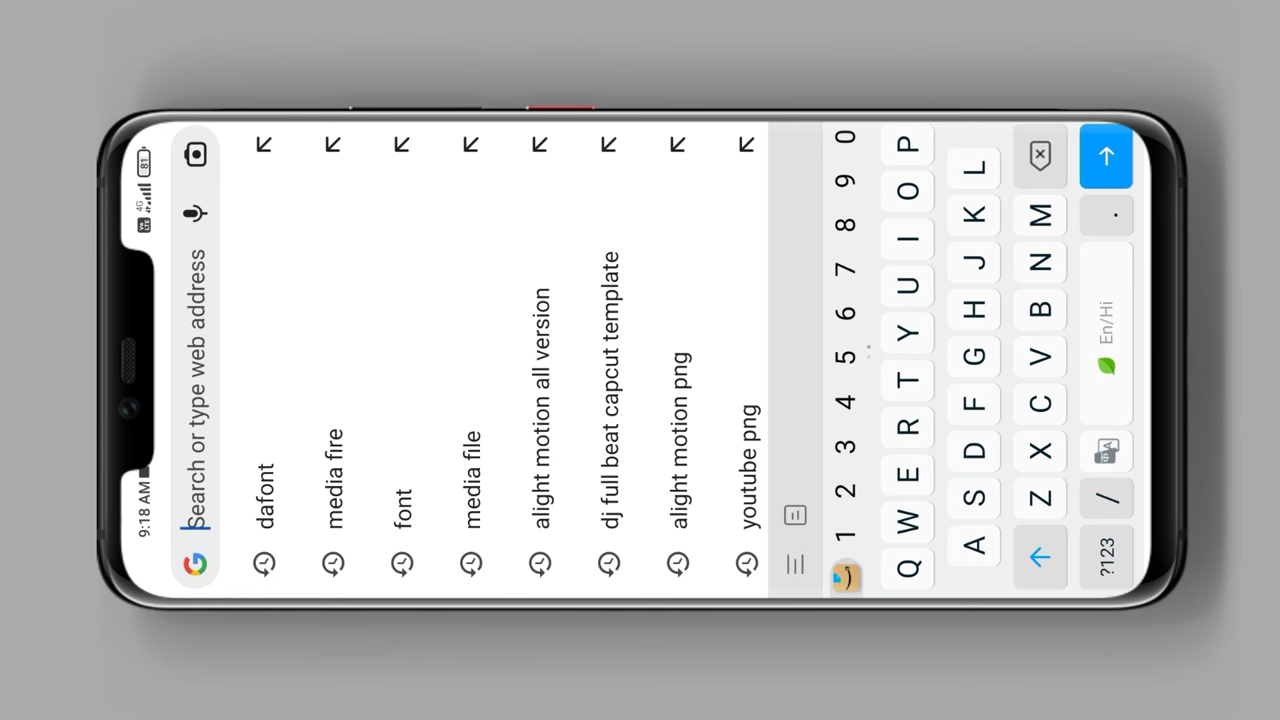 9:18 AM
Vo
LTE
4G
81
Search or type web address
dafont
media fire
font
media file
alight motion all version
dj full beat capcut template
alight motion png
youtube png
1 2 3 4 5 6 7 8 9 0
Q W E R T Y U I O P
A S D F G H J K L
Z X C V B N M
?123 / En/Hi .